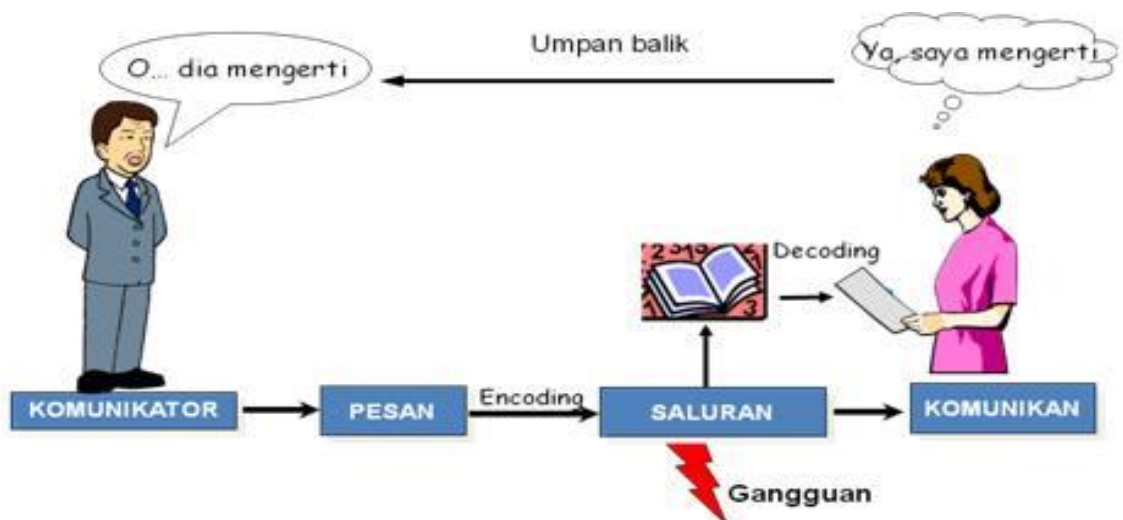 Umpan balik
O... dia mengerti
Ya, saya mengerti
Decoding
KOMUNIKATOR
PESAN
Encoding
SALURAN
KOMUNIKAN
Gangguan